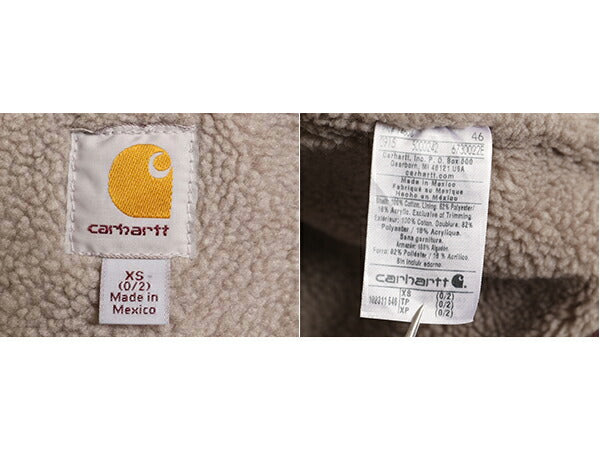 carhartt
XS
(0/2)
Made in
Mexico
46
0915 3000242 6730022E
Carhartt, Inc. P.O. Box 600
Dearborn, MI 48121 USA
carhartt.com
Made in Mexico
Fabriqué au Mexique
Hecho en México
Shell: 100% Cotton, Lining: 82% Polyester/
18% Acrylic. Exclusive of Trimming.
Extérieur: 100% Coton, Doublure: 82%
Polyester / 18% Acrylique.
Sans garniture.
Armazón: 100% Algodón.
Forro: 82% Poliéster / 18 % Acrílico.
Sin incluir adorno.
carhartt
XS (0/2)
TP (0/2)
XP (0/2)